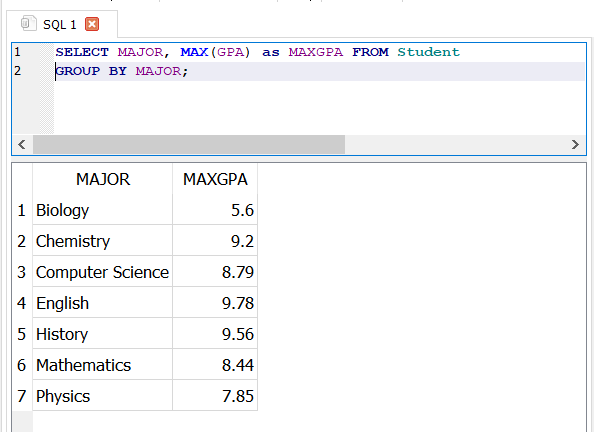 SQL 1
1 SELECT MAJOR, MAX(GPA) as MAXGPA FROM Student
2 GROUP BY MAJOR;
MAJOR MAXGPA
1 Biology 5.6
2 Chemistry 9.2
3 Computer Science 8.79
4 English 9.78
5 History 9.56
6 Mathematics 8.44
7 Physics 7.85